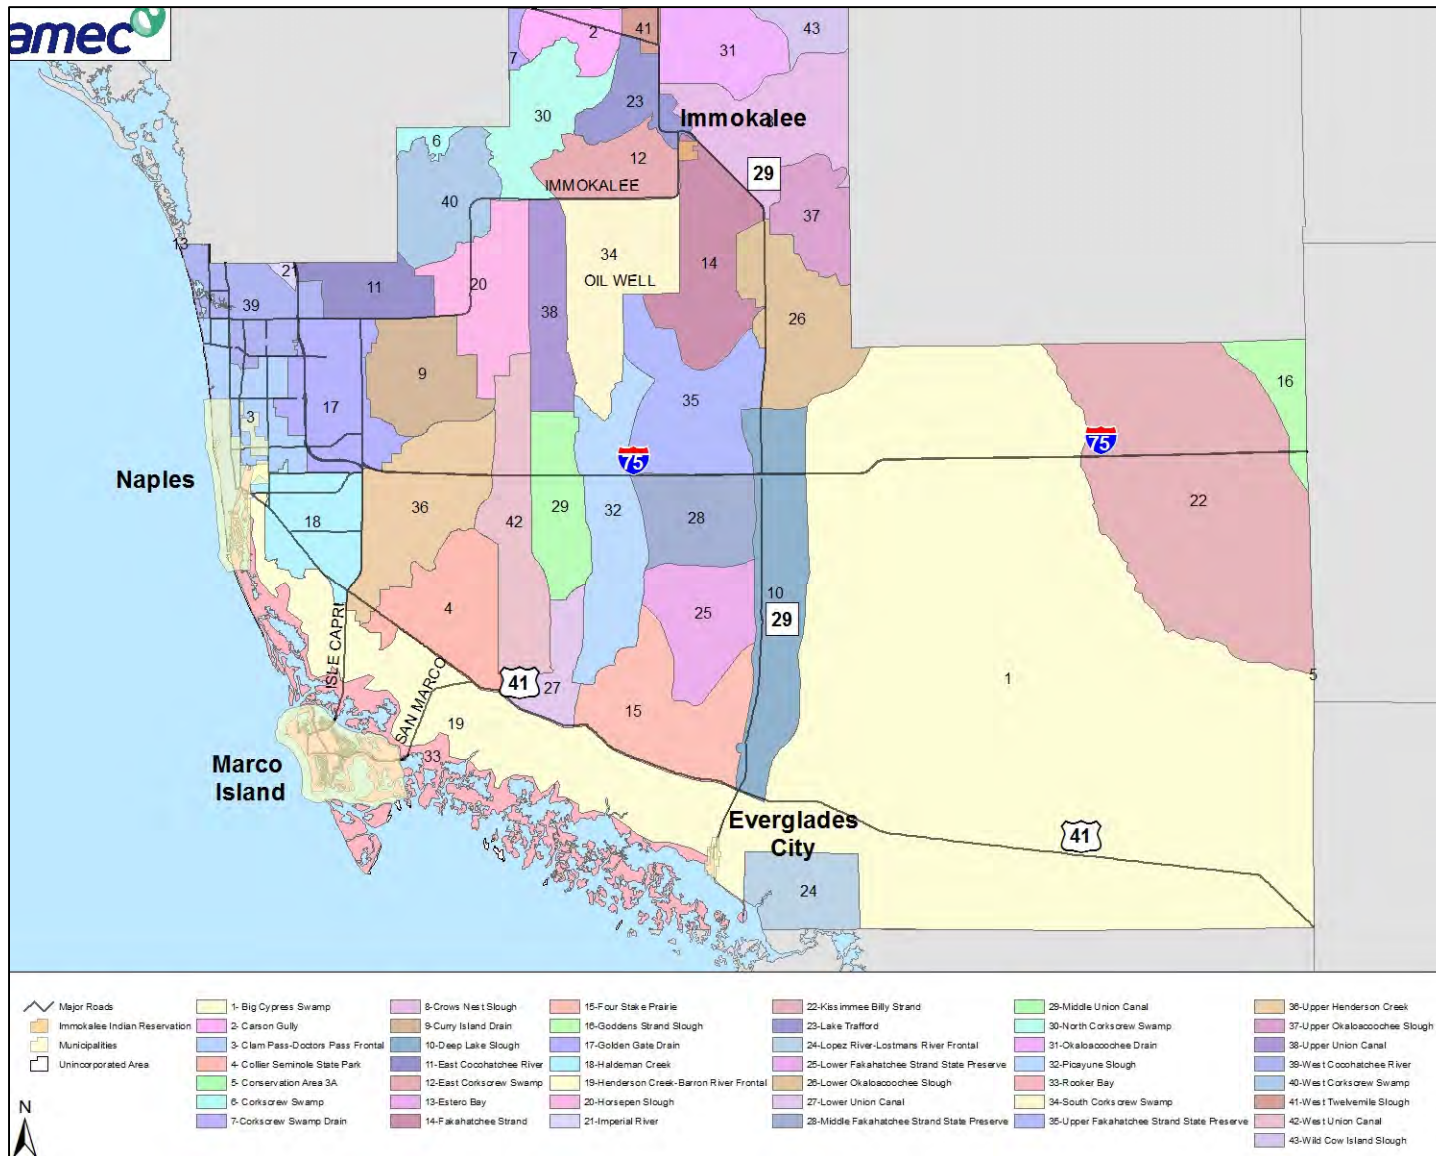 amec
2
41
31
43
7
23
30
Immokalee
8
6
12
29
IMMOKALEE
40
37
13
34
14
21
20
OIL WELL
11
39
38
26
9
16
35
17
3
75
75
Naples
22
36
29
32
28
18
42
10
4
25
29
ISLE CAPRI
5
1
41
27
SAN MARCO
15
19
33
Marco
Island
Everglades
City
41
24
N
Major Roads
Immokalee Indian Reservation
Municipalities
Unincorporated Area
1- Big Cypress Swamp
2- Carson Gully
3- Clam Pass-Doctors Pass Frontal
4- Collier Seminole State Park
5- Conservation Area 3A
6- Corkscrew Swamp
7-Corkscrew Swamp Drain
8-Crows Nest Slough
9-Curry Island Drain
10-Deep Lake Slough
11-East Cocohatchee River
12-East Corkscrew Swamp
13-Estero Bay
14-Fakahatchee Strand
15-Four Stake Prairie
16-Goddens Strand Slough
17-Golden Gate Drain
18-Haldeman Creek
19-Henderson Creek-Barron River Frontal
20-Horsepen Slough
21-Imperial River
22-Kissimmee Billy Strand
23-Lake Trafford
24-Lopez River-Lostmans River Frontal
25-Lower Fakahatchee Strand State Preserve
26-Lower Okaloacoochee Slough
27-Lower Union Canal
28-Middle Fakahatchee Strand State Preserve
29-Middle Union Canal
30-North Corkscrew Swamp
31-Okaloacoochee Drain
32-Picayune Slough
33-Rooker Bay
34-South Corkscrew Swamp
35-Upper Fakahatchee Strand State Preserve
36-Upper Henderson Creek
37-Upper Okaloacoochee Slough
38-Upper Union Canal
39-West Cocohatchee River
40-West Corkscrew Swamp
41-West Twelvemile Slough
42-West Union Canal
43-Wild Cow Island Slough